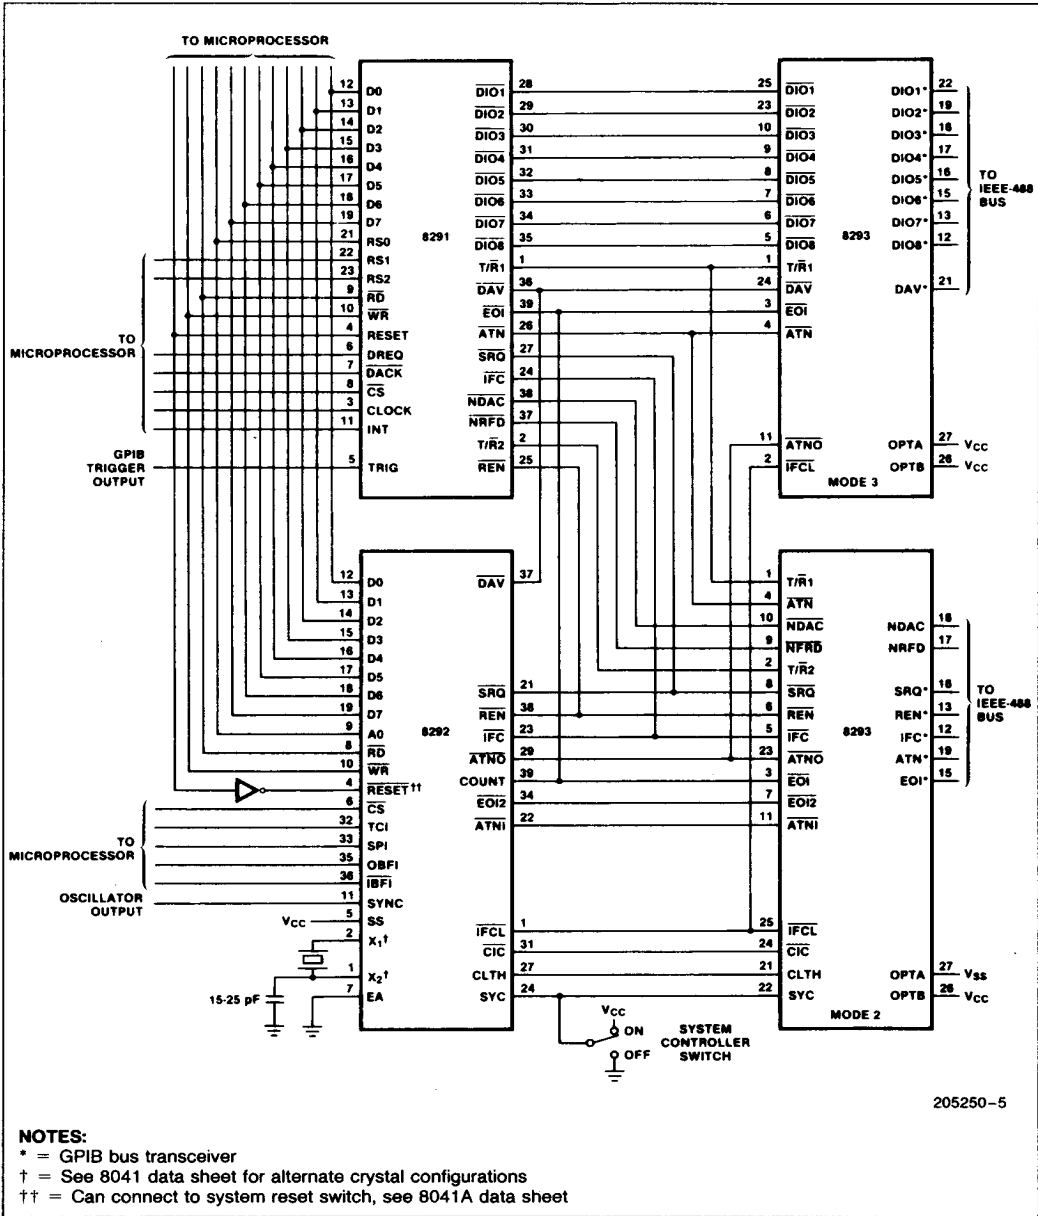 TO MICROPROCESSOR
12 D0
13 D1
14 D2
15 D3
16 D4
17 D5
18 D6
19 D7
21 RS0
22 RS1
23 RS2
9 RD
10 WR
4 RESET
6 DREQ
7 DACK
8 CS
3 CLOCK
11 INT
5 TRIG
TO
MICROPROCESSOR
GPIB
TRIGGER
OUTPUT
8291
DIO1 28
DIO2 29
DIO3 30
DIO4 31
DIO5 32
DIO6 33
DIO7 34
DIO8 35
T/R1 1
DAV 36
EOI 39
ATN 26
SRQ 27
IFC 24
NDAC 38
NRFD 37
T/R2 2
REN 25
25 DIO1
23 DIO2
10 DIO3
9 DIO4
8 DIO5
7 DIO6
6 DIO7
5 DIO8
1 T/R1
24 DAV
3 EOI
4 ATN
11 ATNO
2 IFCL
8293
DIO1* 22
DIO2* 19
DIO3* 18
DIO4* 17
DIO5* 16
DIO6* 15
DIO7* 13
DIO8* 12
DAV* 21
OPTA 27 VCC
OPTB 26 VCC
MODE 3
TO
IEEE-488
BUS
12 D0
13 D1
14 D2
15 D3
16 D4
17 D5
18 D6
19 D7
9 A0
8 RD
10 WR
4 RESET††
6 CS
32 TCI
33 SPI
35 OBFI
36 IBFI
11 SYNC
VCC 5 SS
2 X1†
1 X2†
7 EA
TO
MICROPROCESSOR
OSCILLATOR
OUTPUT
15-25 pF
8292
DAV 37
SRQ 21
REN 38
IFC 23
ATNO 29
COUNT 39
EOI2 34
ATNI 22
IFCL 1
CIC 31
CLTH 27
SYC 24
1 T/R1
4 ATN
10 NDAC
9 NFRD
2 T/R2
8 SRQ
6 REN
5 IFC
23 ATNO
3 EOI
7 EOI2
11 ATNI
25 IFCL
24 CIC
21 CLTH
22 SYC
8293
NDAC 18
NRFD 17
SRQ* 16
REN* 13
IFC* 12
ATN* 19
EOI* 15
OPTA 27 VSS
OPTB 26 VCC
MODE 2
TO
IEEE-488
BUS
VCC
ON
OFF
SYSTEM
CONTROLLER
SWITCH
205250–5
NOTES:
* = GPIB bus transceiver
† = See 8041 data sheet for alternate crystal configurations
†† = Can connect to system reset switch, see 8041A data sheet